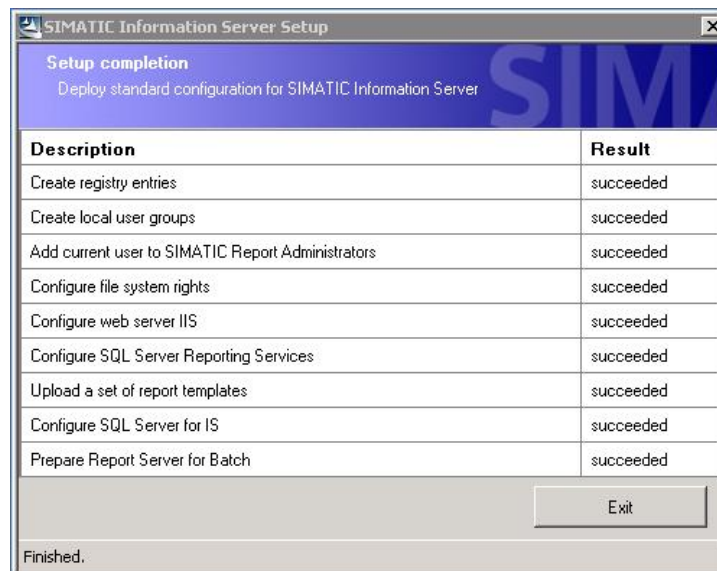 SIMATIC Information Server Setup
Setup completion
Deploy standard configuration for SIMATIC Information Server
SIMA
Description Result
Create registry entries succeeded
Create local user groups succeeded
Add current user to SIMATIC Report Administrators succeeded
Configure file system rights succeeded
Configure web server IIS succeeded
Configure SQL Server Reporting Services succeeded
Upload a set of report templates succeeded
Configure SQL Server for IS succeeded
Prepare Report Server for Batch succeeded
Exit
Finished.